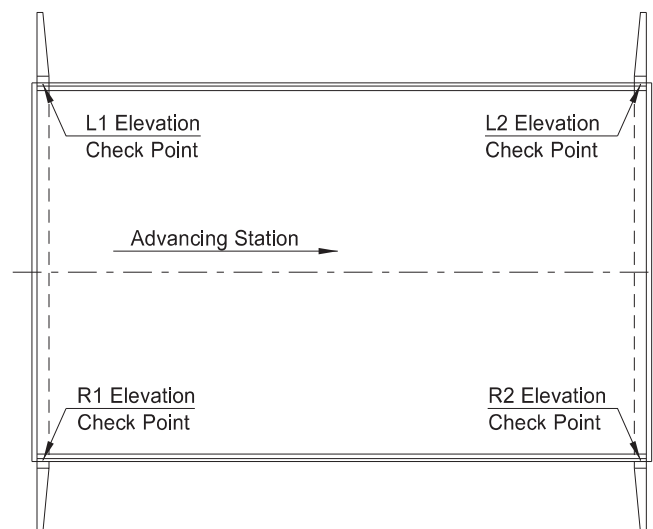 L1 Elevation
Check Point
L2 Elevation
Check Point
Advancing Station
R1 Elevation
Check Point
R2 Elevation
Check Point